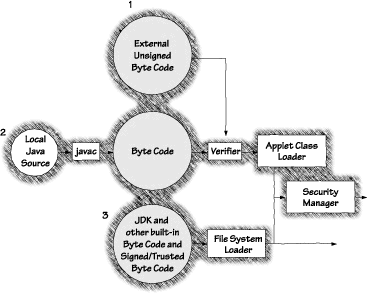 1
External
Unsigned
Byte Code
2
Local
Java
Source
javac
Byte Code
Verifier
Applet Class
Loader
Security
Manager
3
JDK and
other built-in
Byte Code and
Signed/Trusted
Byte Code
File System
Loader